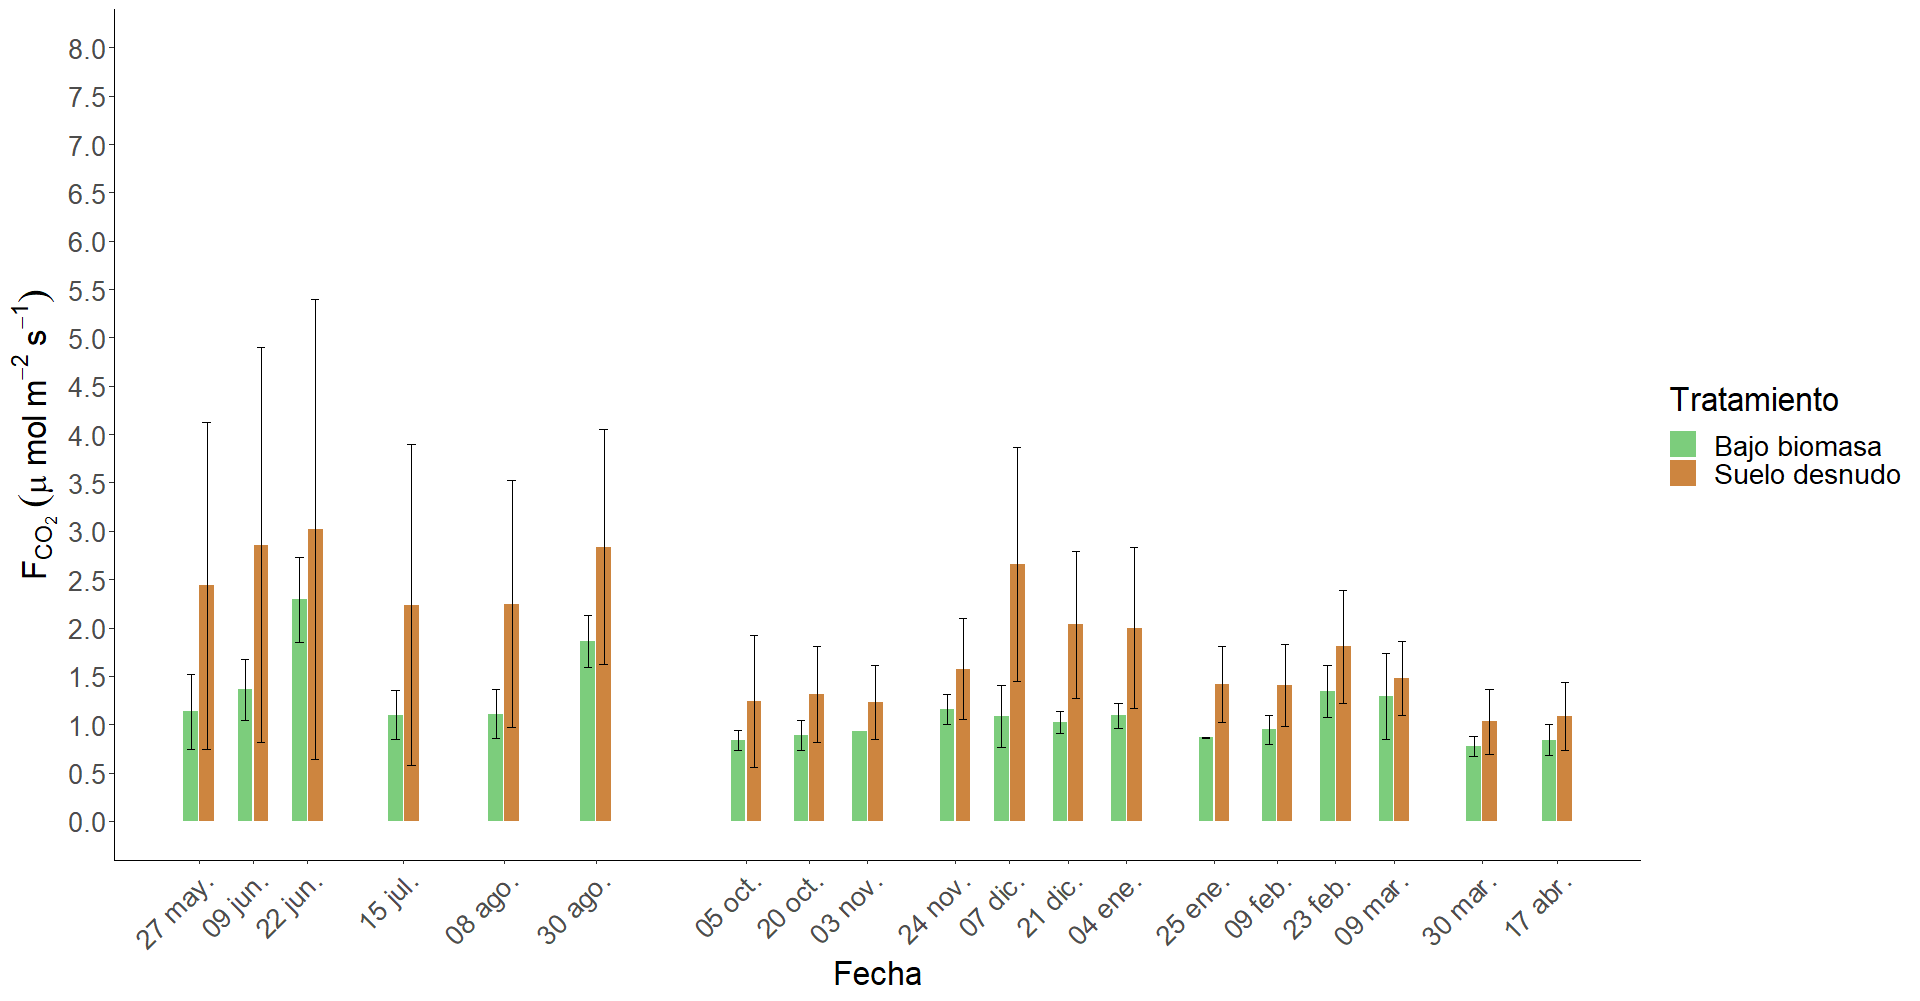 8.0
7.5
7.0
6.5
6.0
5.5
5.0
4.5
4.0
3.5
3.0
2.5
2.0
1.5
1.0
0.5
0.0
F_CO₂ (μ mol m⁻² s⁻¹)
27 may.
09 jun.
22 jun.
15 jul.
08 ago.
30 ago.
05 oct.
20 oct.
03 nov.
24 nov.
07 dic.
21 dic.
04 ene.
25 ene.
09 feb.
23 feb.
09 mar.
30 mar.
17 abr.
Fecha
Tratamiento
Bajo biomasa
Suelo desnudo